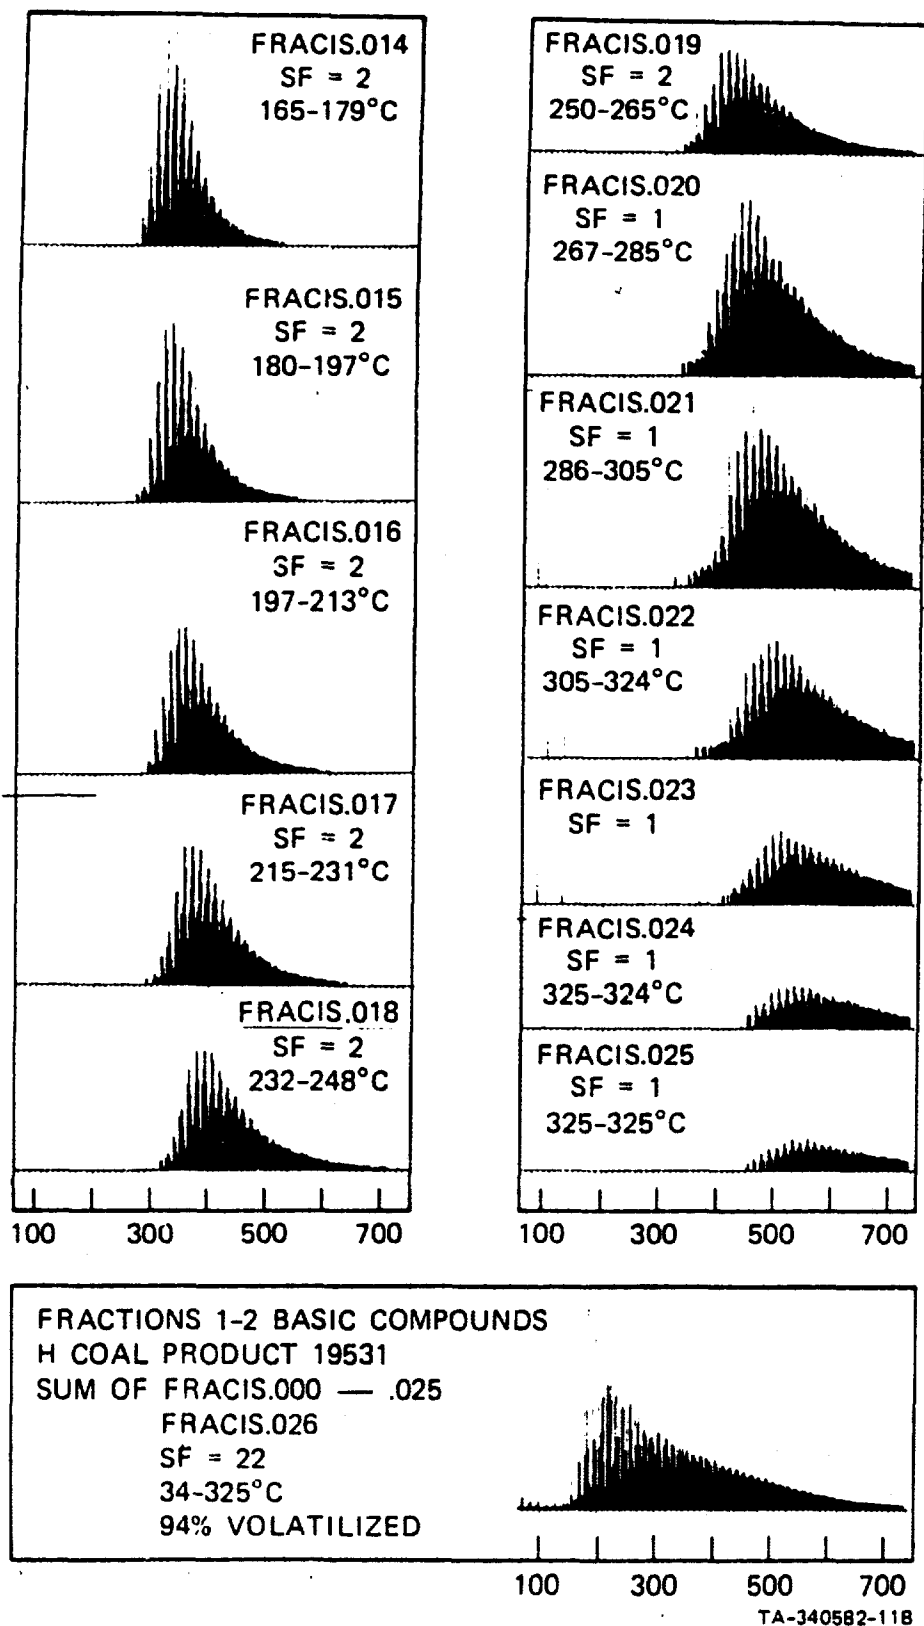 FRACIS.014
SF = 2
165-179°C
FRACIS.015
SF = 2
180-197°C
FRACIS.016
SF = 2
197-213°C
FRACIS.017
SF = 2
215-231°C
FRACIS.018
SF = 2
232-248°C
100 300 500 700
FRACIS.019
SF = 2
250-265°C
FRACIS.020
SF = 1
267-285°C
FRACIS.021
SF = 1
286-305°C
FRACIS.022
SF = 1
305-324°C
FRACIS.023
SF = 1
FRACIS.024
SF = 1
325-324°C
FRACIS.025
SF = 1
325-325°C
100 300 500 700
FRACTIONS 1-2 BASIC COMPOUNDS
H COAL PRODUCT 19531
SUM OF FRACIS.000 — .025
FRACIS.026
SF = 22
34-325°C
94% VOLATILIZED
100 300 500 700
TA-340582-11B